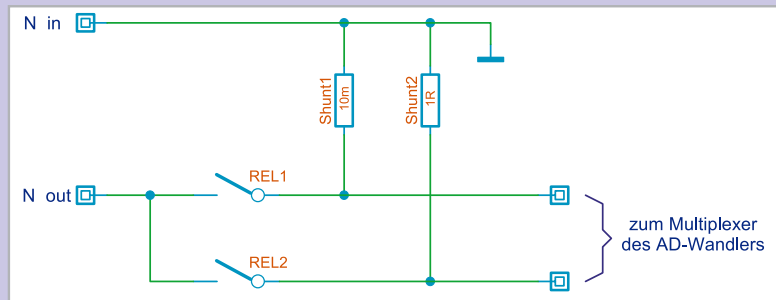 N in
Shunt1
10m
Shunt2
1R
N out
REL1
REL2
zum Multiplexer
des AD-Wandlers